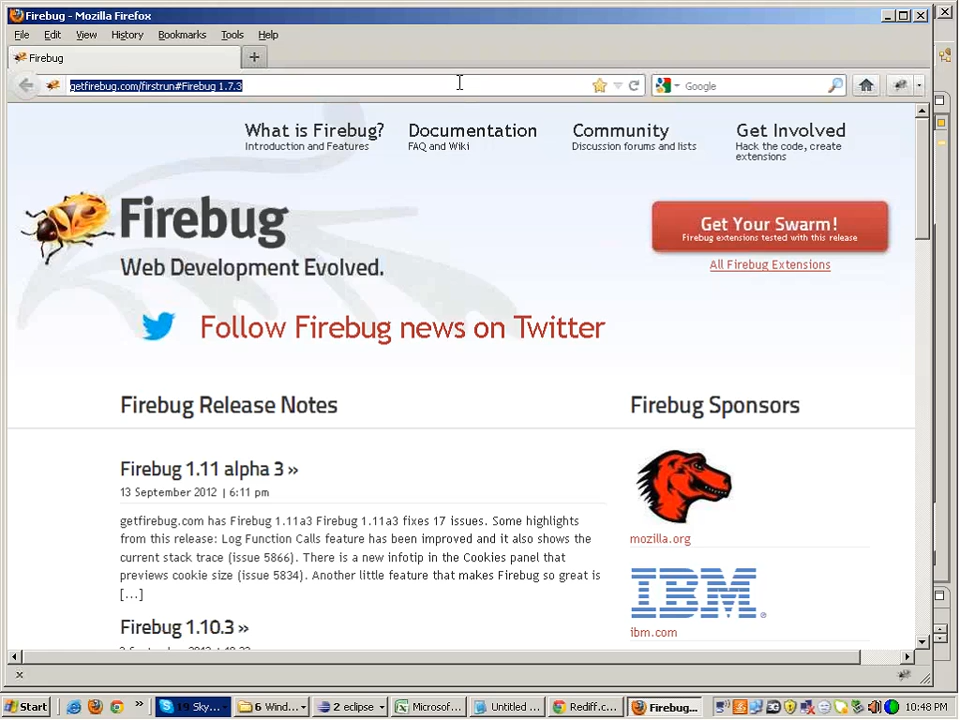 Firebug - Mozilla Firefox
File Edit View History Bookmarks Tools Help
Firebug
getfirebug.com/firstrun#Firebug 1.7.3
Google
What is Firebug? Documentation Community Get Involved
Introduction and Features FAQ and Wiki Discussion forums and lists Hack the code, create extensions
Firebug
Web Development Evolved.
Get Your Swarm!
Firebug extensions tested with this release
All Firebug Extensions
Follow Firebug news on Twitter
Firebug Release Notes
Firebug 1.11 alpha 3 »
13 September 2012 | 6:11 pm
getfirebug.com has Firebug 1.11a3 Firebug 1.11a3 fixes 17 issues. Some highlights
from this release: Log Function Calls feature has been improved and it also shows the
current stack trace (issue 5866). There is a new infotip in the Cookies panel that
previews cookie size (issue 5834). Another little feature that makes Firebug so great is
[...]
Firebug 1.10.3 »
Firebug Sponsors
mozilla.org
IBM
ibm.com
Start 19 Sky... 6 Wind... 2 eclipse Microsof... Untitled ... Rediff.c... Firebug... 10:48 PM